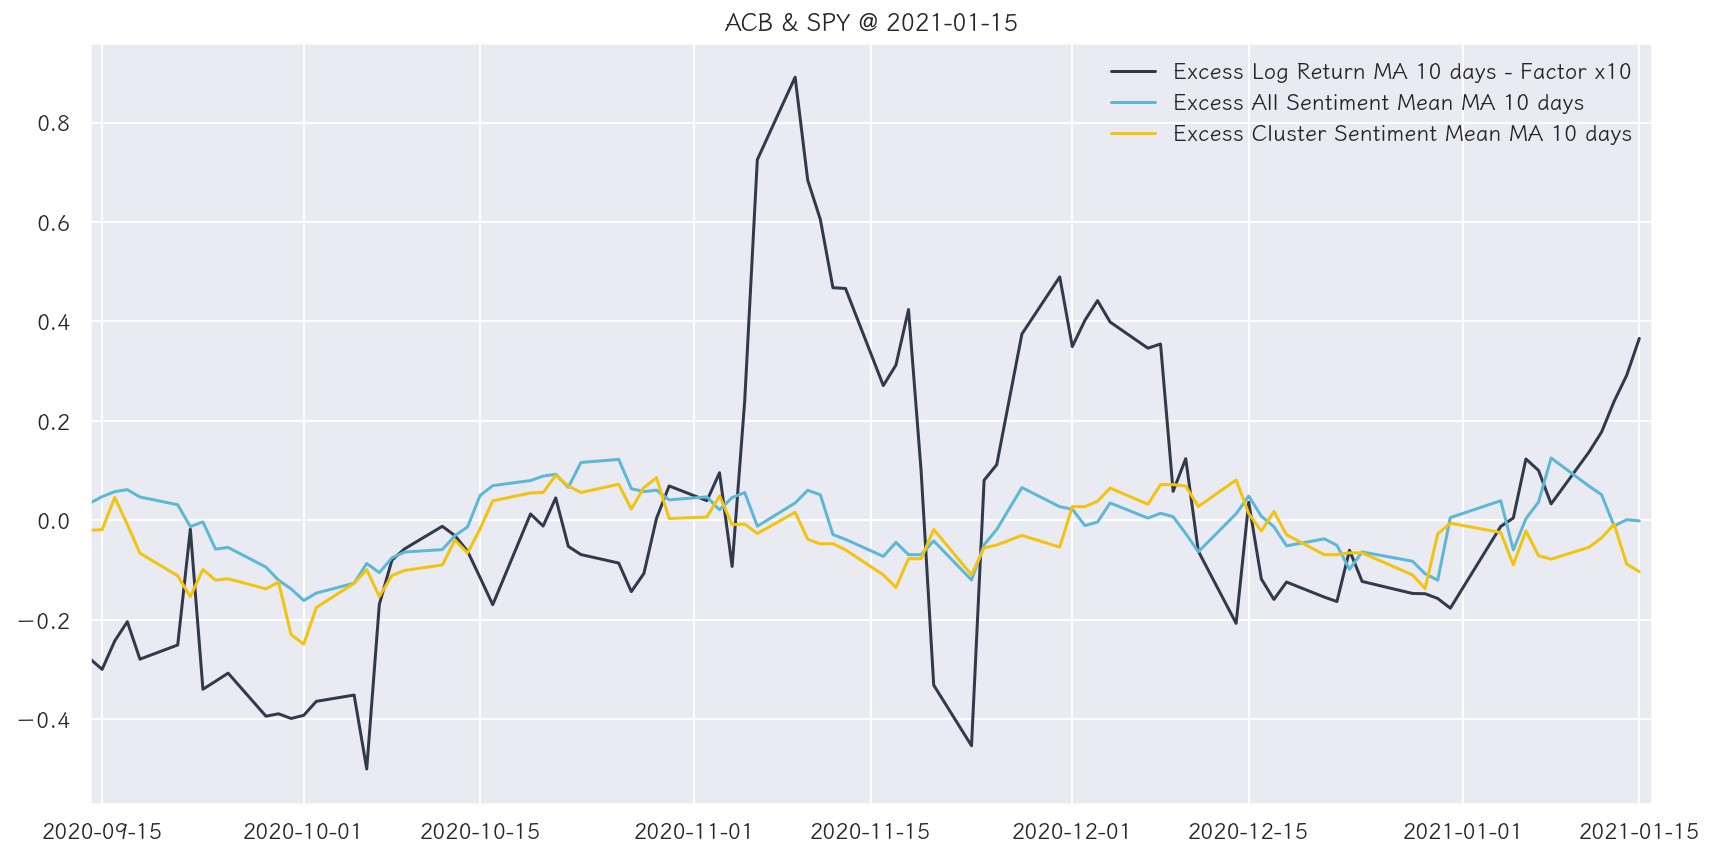 ACB & SPY @ 2021-01-15
Excess Log Return MA 10 days - Factor x10
Excess All Sentiment Mean MA 10 days
Excess Cluster Sentiment Mean MA 10 days
0.8
0.6
0.4
0.2
0.0
−0.2
−0.4
2020-09-15 2020-10-01 2020-10-15 2020-11-01 2020-11-15 2020-12-01 2020-12-15 2021-01-01 2021-01-15